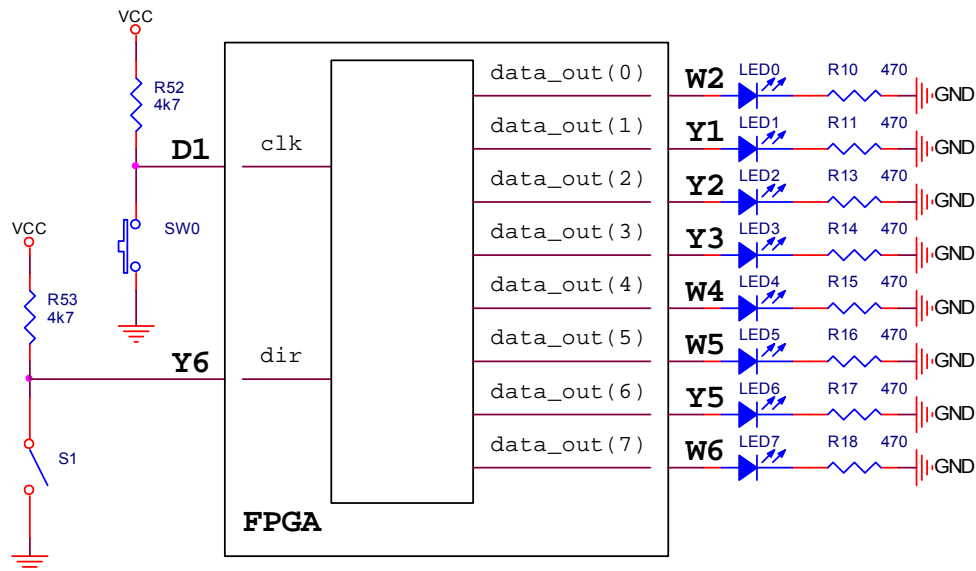 VCC
R52
4k7
D1
clk
SW0
VCC
R53
4k7
Y6
dir
S1
FPGA
data_out(0)
W2
LED0
R10
470
GND
data_out(1)
Y1
LED1
R11
470
GND
data_out(2)
Y2
LED2
R13
470
GND
data_out(3)
Y3
LED3
R14
470
GND
data_out(4)
W4
LED4
R15
470
GND
data_out(5)
W5
LED5
R16
470
GND
data_out(6)
Y5
LED6
R17
470
GND
data_out(7)
W6
LED7
R18
470
GND